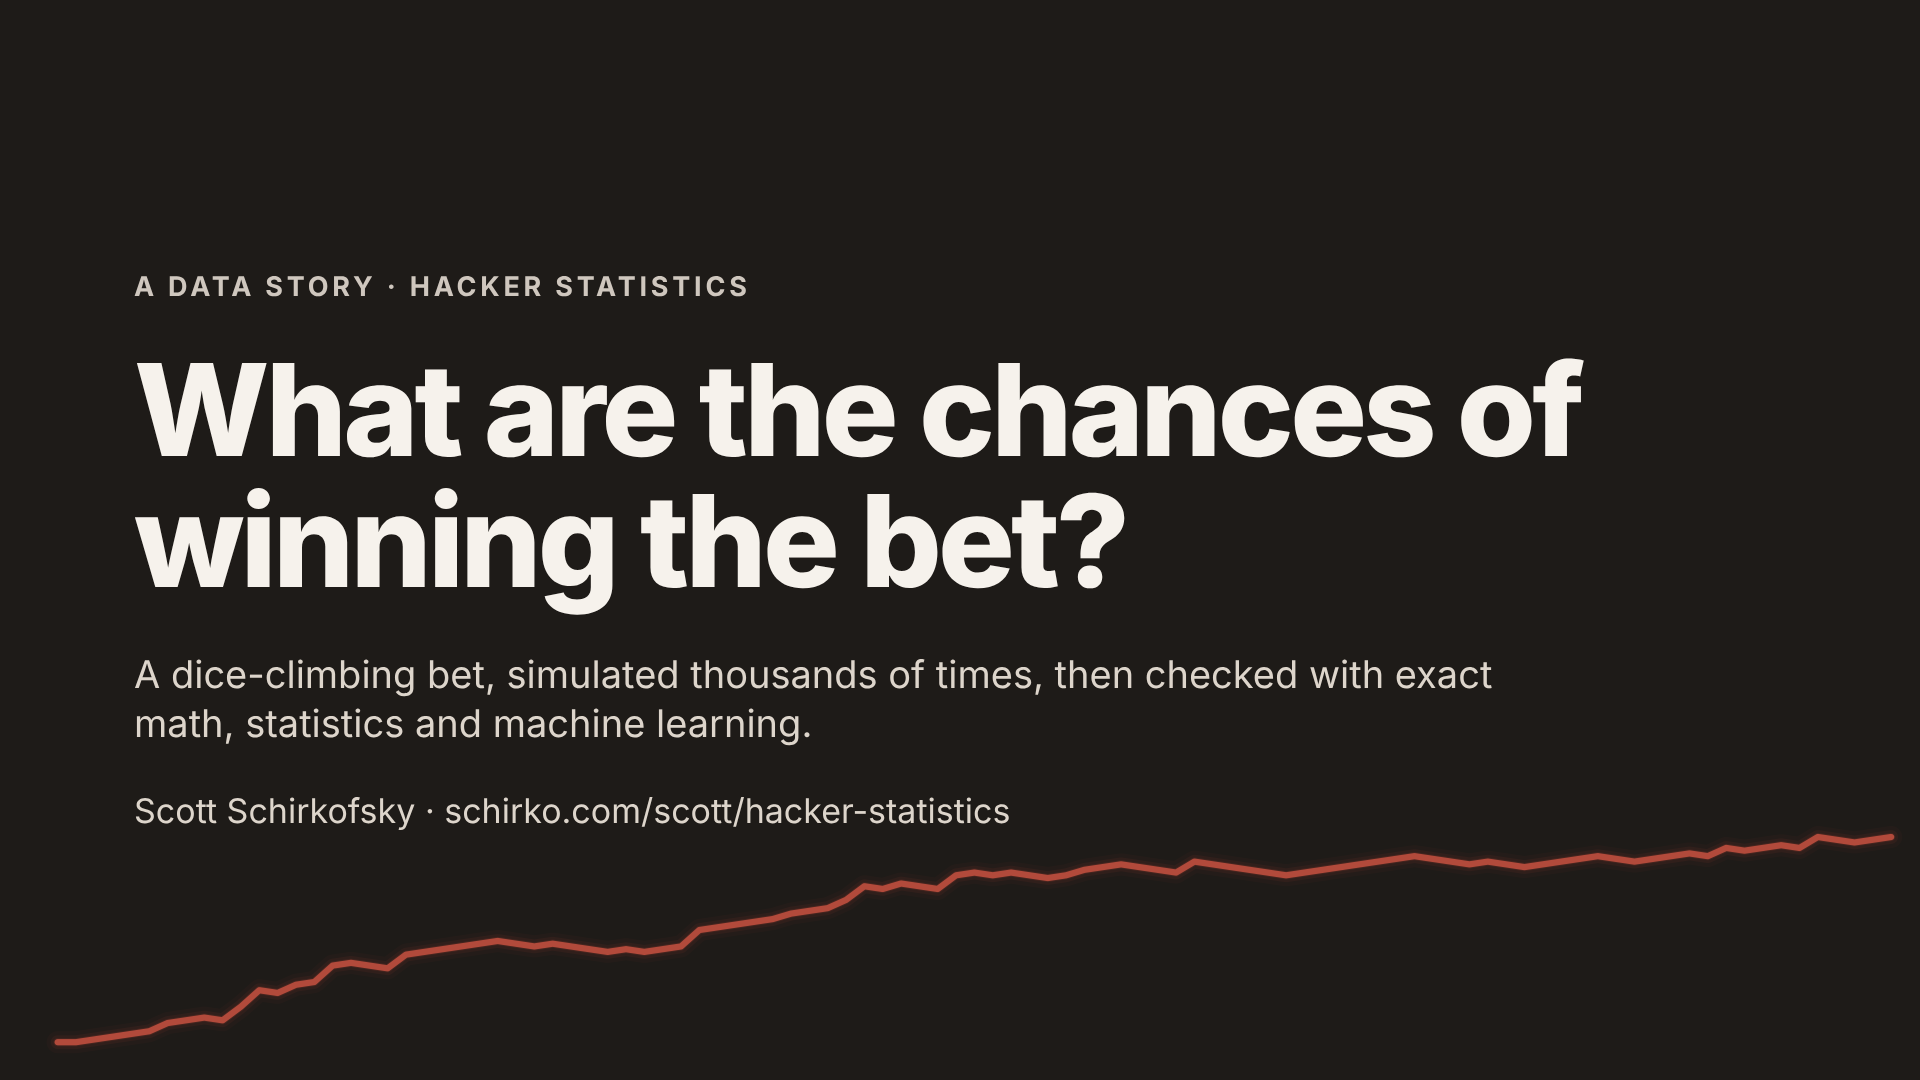 A DATA STORY · HACKER STATISTICS
What are the chances of
winning the bet?
A dice-climbing bet, simulated thousands of times, then checked with exact
math, statistics and machine learning.
Scott Schirkofsky · schirko.com/scott/hacker-statistics